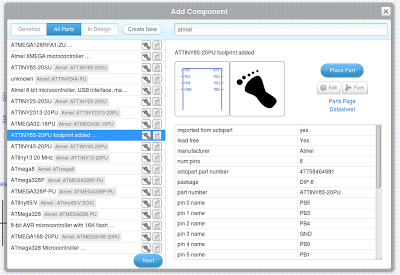 Add Component
Generics All Parts In Design Create New atmel
ATMEGA128RFA1-ZU ...
Atmel XMEGA microcontroller ...
ATTINY85-20SU Atmel: ATTINY85-20SU
unknown Atmel: ATTINY24A-PU
Atmel 8-bit microcontroller, USB interface, ma...
ATTINY25-20SU Atmel: ATTINY25-20SU
ATTINY2313-20PU Atmel: ATTINY2313-20PU
ATMEGA32-16PU Atmel: ATMEGA32-16PU
ATTINY85-20PU footprint added ...
ATTINY45-20PU Atmel: ATTINY45-20PU
ATtiny13 20 MHz Atmel: ATTINY13-20PU
ATmega8 Atmel: ATmega8
ATmega328P Atmel: ATMEGA328P-PU
ATMEGA328P-PU Atmel: ATMEGA328P-PU
ATtiny85/V Atmel: ATtiny85/V SOIC
ATMega328 Atmel: ATMEGA328-PU
8-bit AVR microcontroller with 16K flash ...
ATMEGA168-20PU Atmel: ATMEGA168-20PU
ATmega328 Microcontroller ...
Next
ATTINY85-20PU footprint added
Place Part
Edit Fork
Parts Page
Datasheet
imported from octopart yes
lead free Yes
manufacturer Atmel
num pins 8
octopart part number 47758464981
package DIP-8
part number ATTINY85-20PU
pin 0 name PB5
pin 1 name PB3
pin 2 name PB4
pin 3 name GND
pin 4 name PB0
pin 5 name PB1